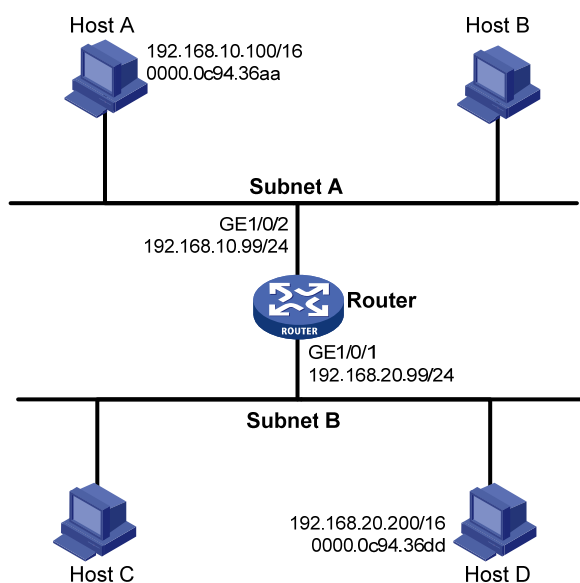 Host A
Host B
192.168.10.100/16
0000.0c94.36aa
Subnet A
GE1/0/2
192.168.10.99/24
Router
ROUTER
GE1/0/1
192.168.20.99/24
Subnet B
192.168.20.200/16
0000.0c94.36dd
Host C
Host D